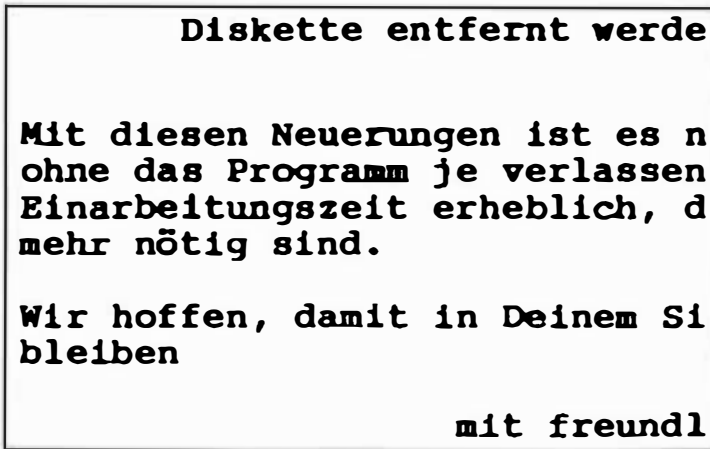 Diskette entfernt werde
Mit diesen Neuerungen ist es n
ohne das Programm je verlassen
Einarbeitungszeit erheblich, d
mehr nötig sind.
Wir hoffen, damit in Deinem Si
bleiben
mit freundl